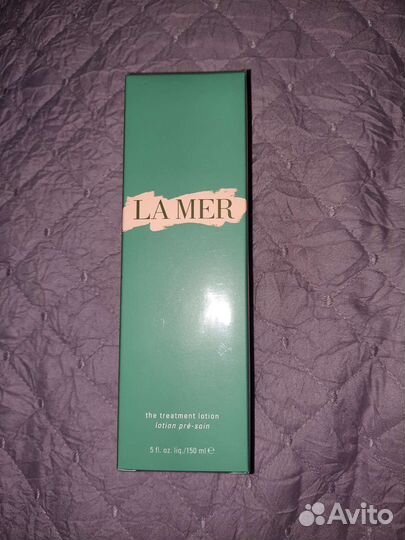 LA MER
the treatment lotion
lotion pré-soin
5 fl. oz. liq./150 ml ℮
Avito